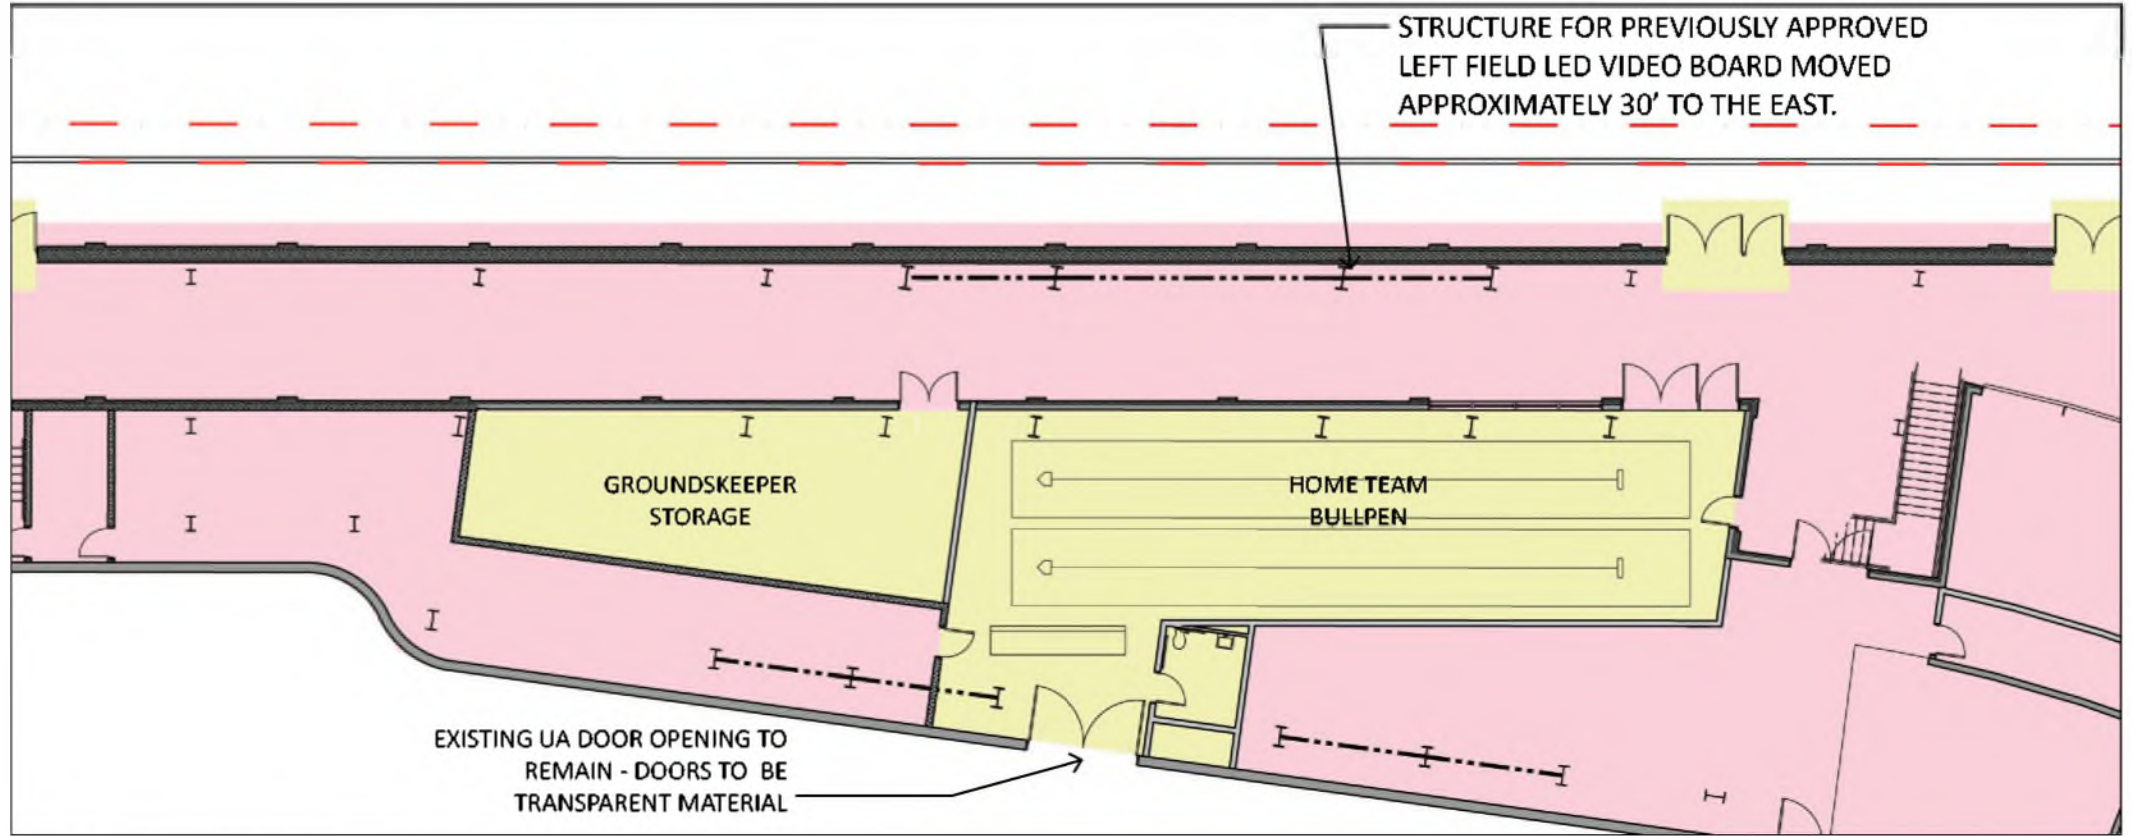 STRUCTURE FOR PREVIOUSLY APPROVED
LEFT FIELD LED VIDEO BOARD MOVED
APPROXIMATELY 30' TO THE EAST.
GROUNDSKEEPER
STORAGE
HOME TEAM
BULLPEN
EXISTING UA DOOR OPENING TO
REMAIN - DOORS TO BE
TRANSPARENT MATERIAL